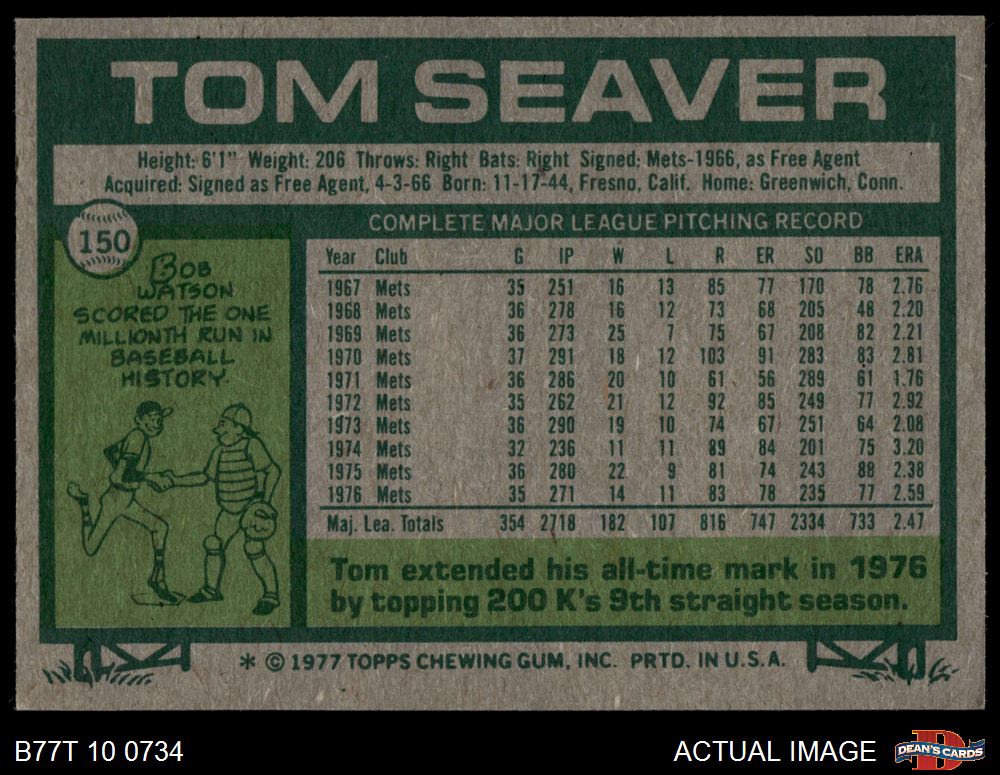 TOM SEAVER
Height: 6'1" Weight: 206 Throws: Right Bats: Right Signed: Mets-1966, as Free Agent
Acquired: Signed as Free Agent, 4-3-66 Born: 11-17-44, Fresno, Calif. Home: Greenwich, Conn.
150
BOB
WATSON
SCORED THE ONE
MILLIONTH RUN IN
BASEBALL
HISTORY.
COMPLETE MAJOR LEAGUE PITCHING RECORD
Year Club G IP W L R ER SO BB ERA
1967 Mets 35 251 16 13 85 77 170 78 2.76
1968 Mets 36 278 16 12 73 68 205 48 2.20
1969 Mets 36 273 25 7 75 67 208 82 2.21
1970 Mets 37 291 18 12 103 91 283 83 2.81
1971 Mets 36 286 20 10 61 56 289 61 1.76
1972 Mets 35 262 21 12 92 85 249 77 2.92
1973 Mets 36 290 19 10 74 67 251 64 2.08
1974 Mets 32 236 11 11 89 84 201 75 3.20
1975 Mets 36 280 22 9 81 74 243 88 2.38
1976 Mets 35 271 14 11 83 78 235 77 2.59
Maj. Lea. Totals 354 2718 182 107 816 747 2334 733 2.47
Tom extended his all-time mark in 1976
by topping 200 K's 9th straight season.
* © 1977 TOPPS CHEWING GUM, INC. PRTD. IN U.S.A.
B77T 10 0734
ACTUAL IMAGE
D
DEAN'S CARDS